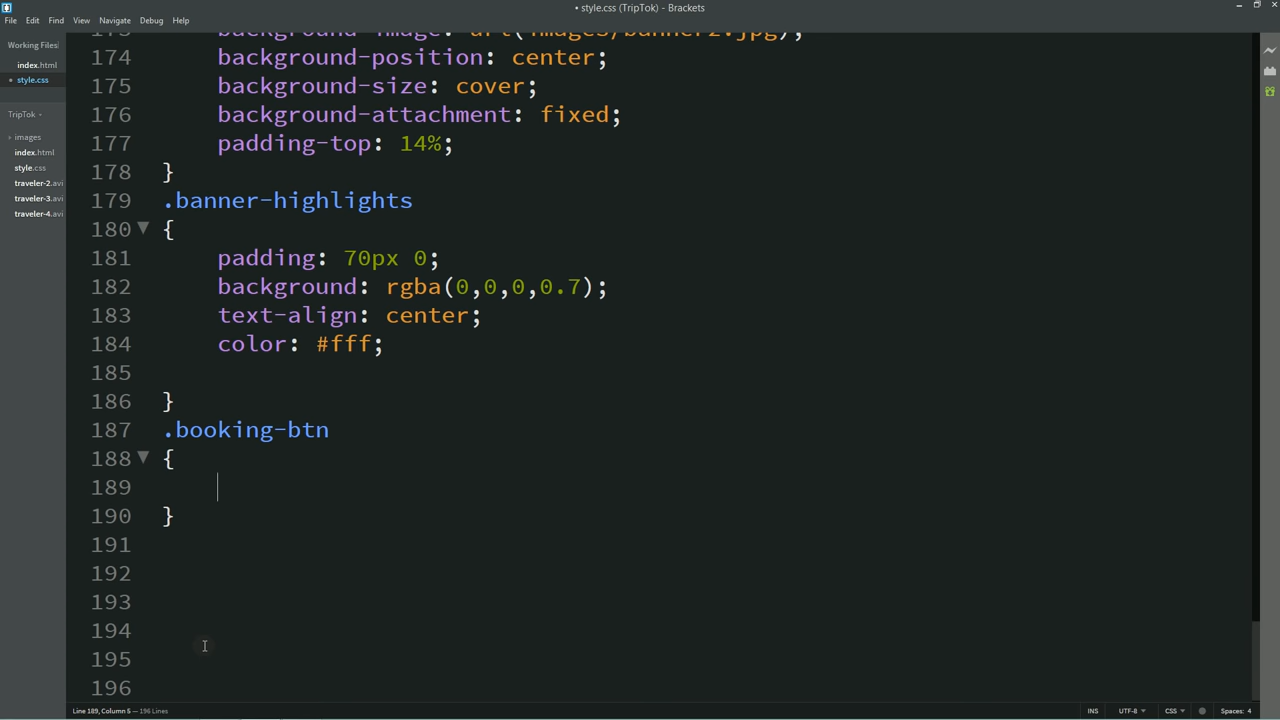 • style.css (TripTok) - Brackets
File Edit Find View Navigate Debug Help
Working Files
index.html
• style.css
TripTok
images
index.html
style.css
traveler-2.avi
traveler-3.avi
traveler-4.avi
173 background-image: url('images/banner2.jpg');
174 background-position: center;
175 background-size: cover;
176 background-attachment: fixed;
177 padding-top: 14%;
178 }
179 .banner-highlights
180 {
181 padding: 70px 0;
182 background: rgba(0,0,0,0.7);
183 text-align: center;
184 color: #fff;
185
186 }
187 .booking-btn
188 {
189
190 }
191
192
193
194
195
196
Line 189, Column 5 — 196 Lines
INS UTF-8 CSS Spaces: 4